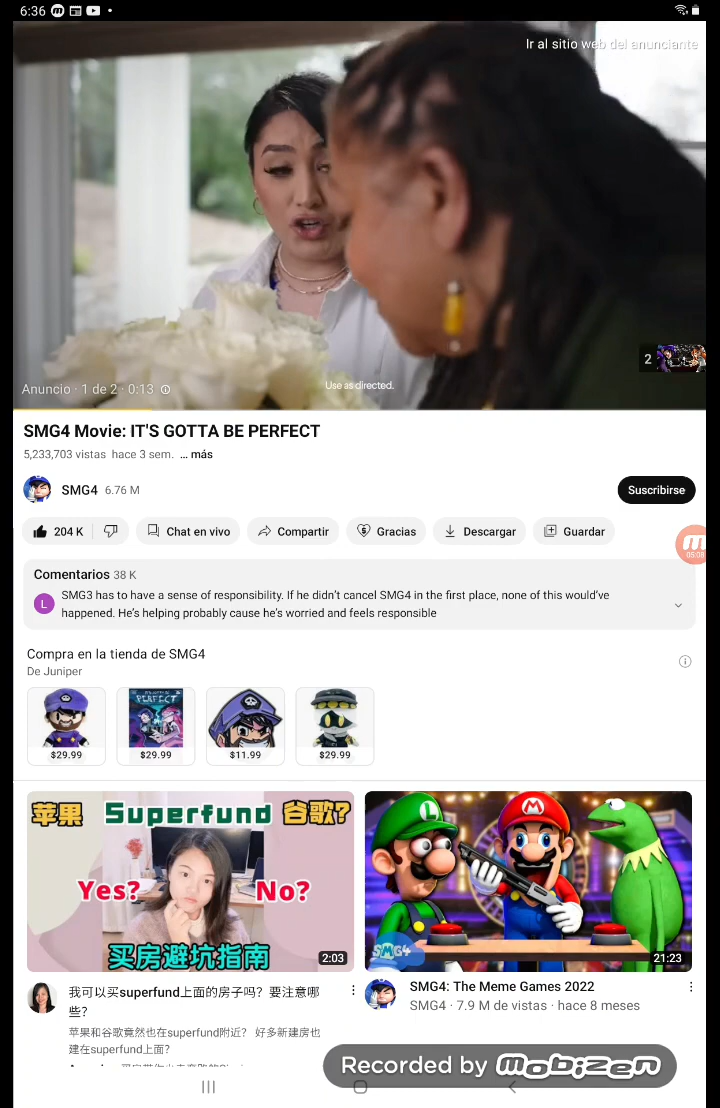 6:36
Ir al sitio web del anunciante
2
Use as directed.
Anuncio · 1 de 2 · 0:13
SMG4 Movie: IT'S GOTTA BE PERFECT
5,233,703 vistas hace 3 sem. ... más
SMG4 6.76 M
Suscribirse
204 K
Chat en vivo
Compartir
Gracias
Descargar
Guardar
05:08
Comentarios 38 K
L
SMG3 has to have a sense of responsibility. If he didn't cancel SMG4 in the first place, none of this would've
happened. He's helping probably cause he's worried and feels responsible
Compra en la tienda de SMG4
De Juniper
PERFECT
$29.99
$29.99
$11.99
$29.99
苹果 Superfund 谷歌?
Yes? No?
买房避坑指南
2:03
L
M
SMG4
21:23
我可以买superfund上面的房子吗？要注意哪
些？
苹果和谷歌竟然也在superfund附近？ 好多新建房也
建在superfund上面？
SMG4: The Meme Games 2022
SMG4 · 7.9 M de vistas · hace 8 meses
Recorded by mobizen